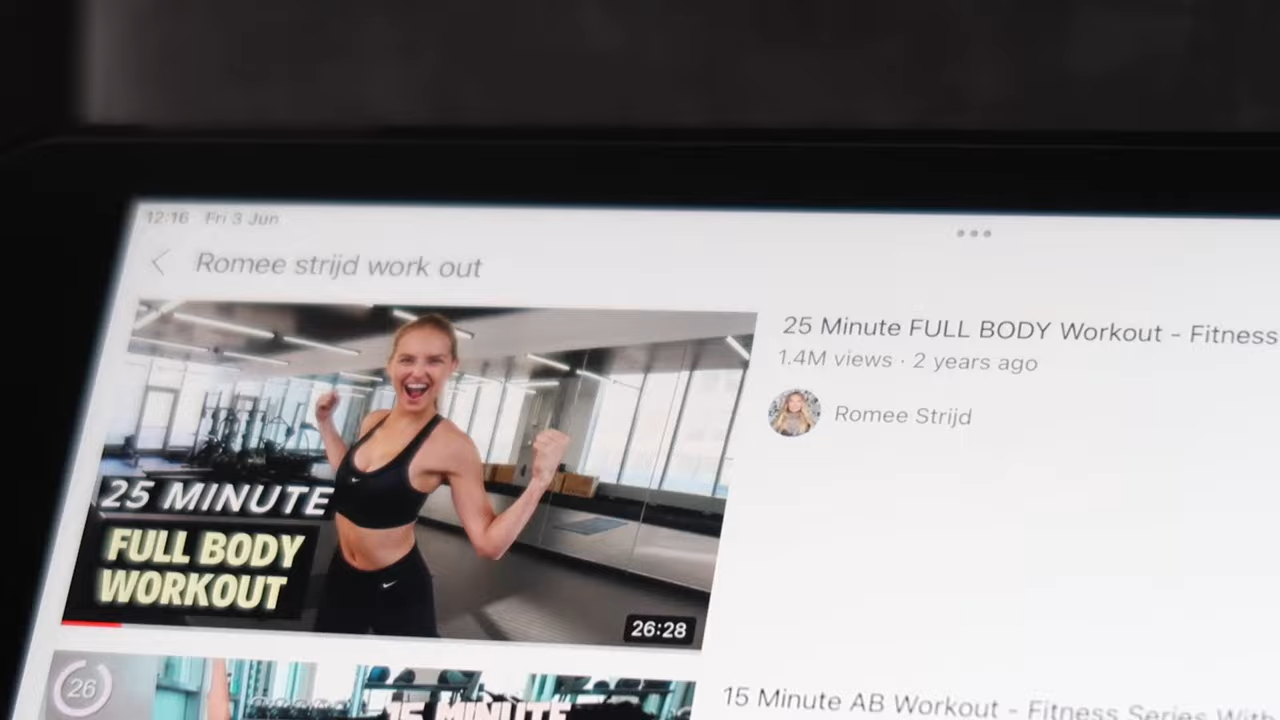 12:16 Fri 3 Jun
Romee strijd work out
25 MINUTE
FULL BODY
WORKOUT
26:28
25 Minute FULL BODY Workout - Fitness
1.4M views · 2 years ago
Romee Strijd
26
15 MINUTE
15 Minute AB Workout - Fitness Series With